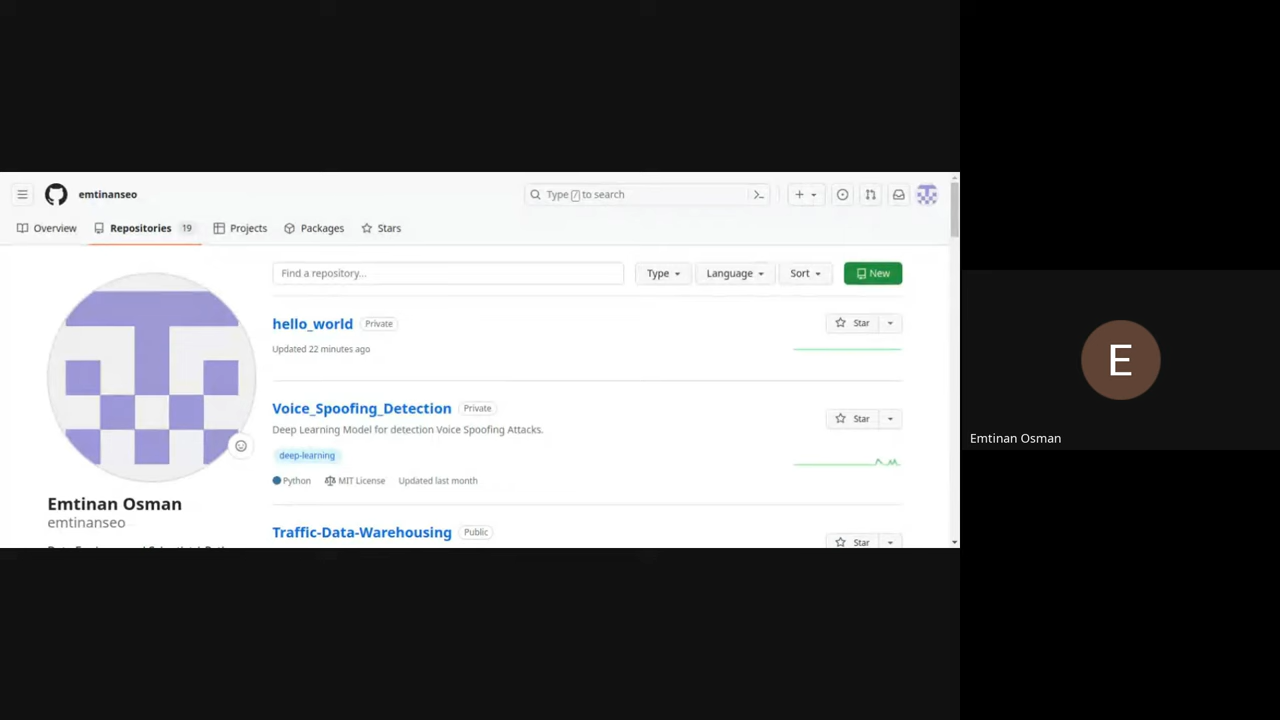 emtinanseo
Type / to search
Overview
Repositories 19
Projects
Packages
Stars
Find a repository...
Type
Language
Sort
New
hello_world Private
Star
Updated 22 minutes ago
Voice_Spoofing_Detection Private
Star
Deep Learning Model for detection Voice Spoofing Attacks.
deep-learning
Python MIT License Updated last month
Emtinan Osman
emtinanseo
Traffic-Data-Warehousing Public
Star
E
Emtinan Osman